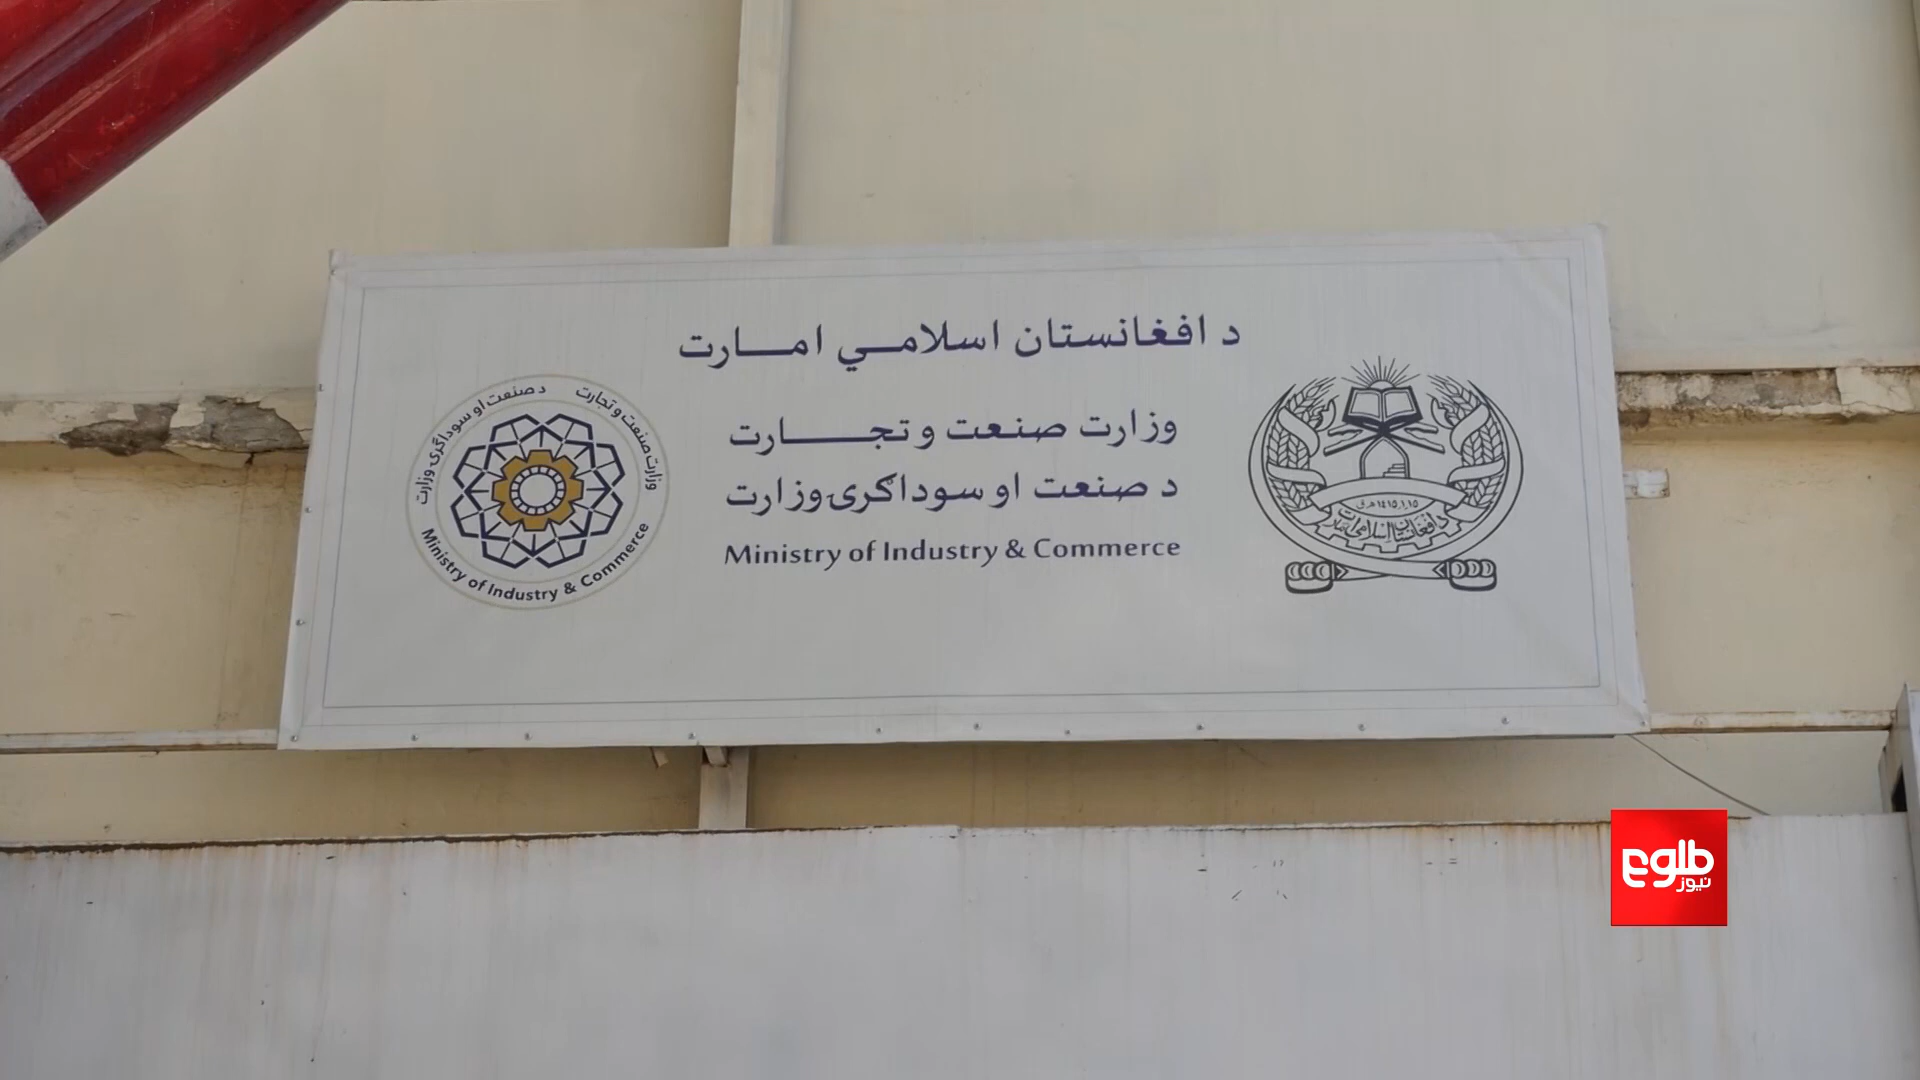 د افغانستان اسلامي امارت
وزارت صنعت و تجارت
د صنعت او سوداګرۍ وزارت
Ministry of Industry & Commerce
د صنعت او سوداګرۍ وزارت
وزارت صنعت و تجارت
Ministry of Industry & Commerce
د افغانستان اسلامي امارت
طلوع
نیوز